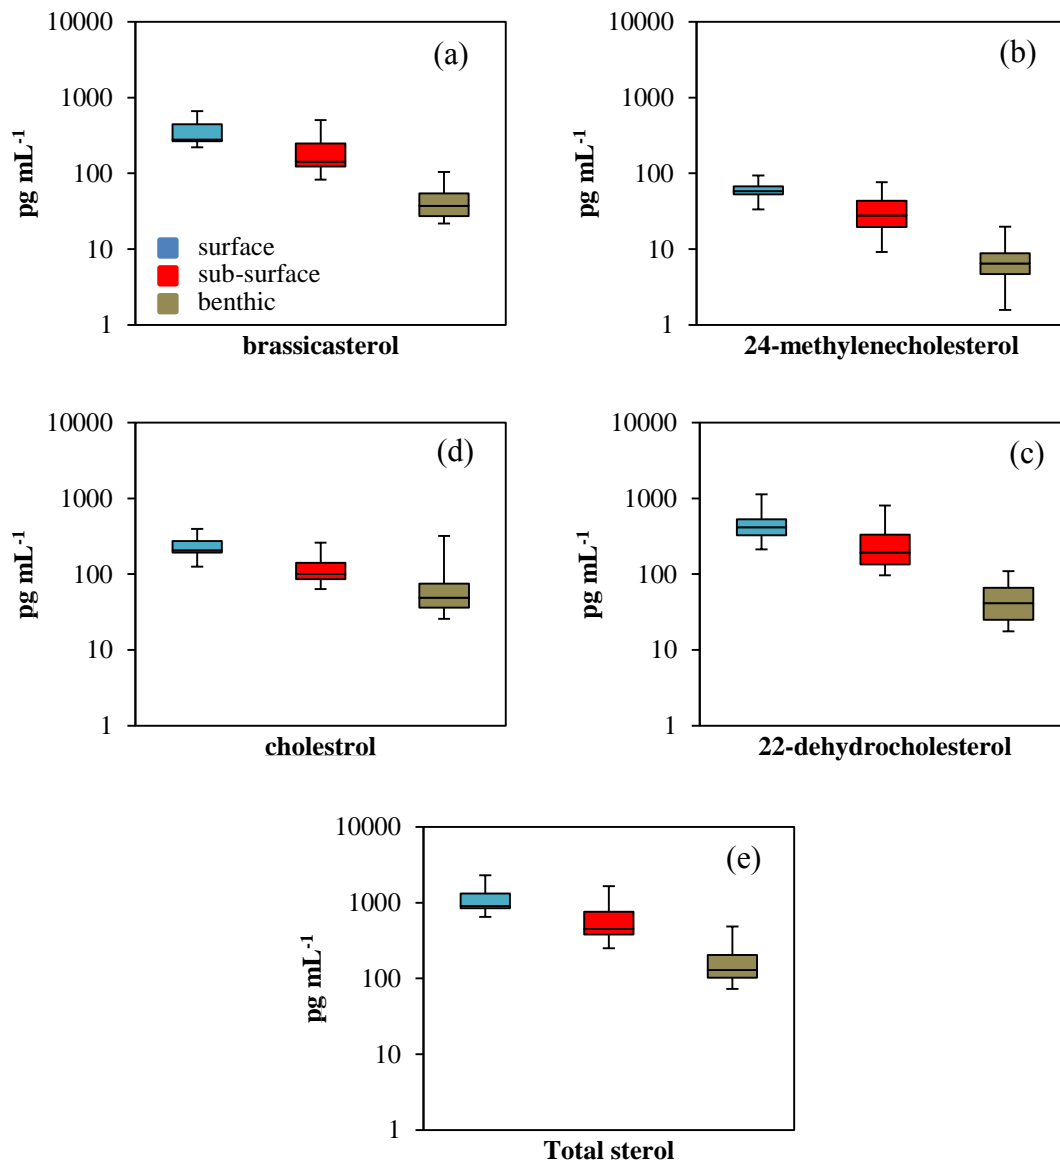 10000
1000
100
10
1
pg mL⁻¹
(a)
surface
sub-surface
benthic
brassicasterol
10000
1000
100
10
1
pg mL⁻¹
(b)
24-methylenecholesterol
10000
1000
100
10
1
pg mL⁻¹
(d)
cholestrol
10000
1000
100
10
1
pg mL⁻¹
(c)
22-dehydrocholesterol
10000
1000
100
10
1
pg mL⁻¹
(e)
Total sterol